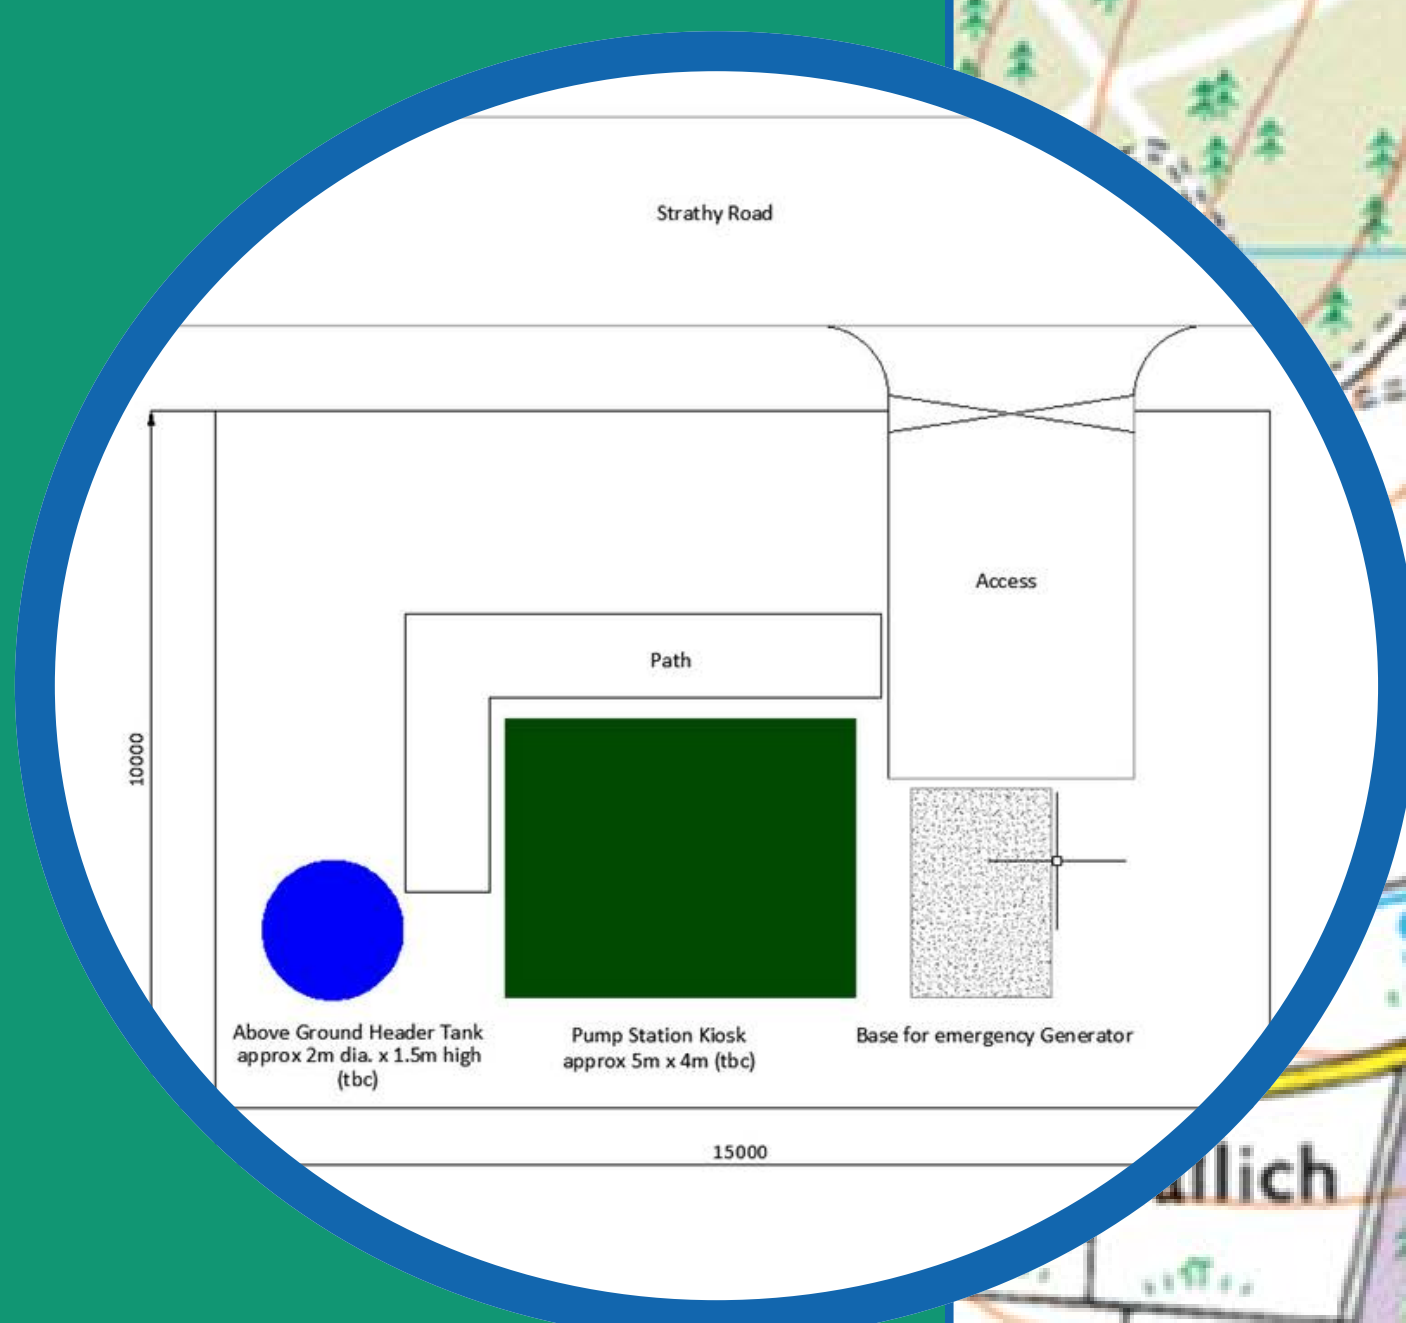 Strathy Road
Access
Path
10000
Above Ground Header Tank
approx 2m dia. x 1.5m high
(tbc)
Pump Station Kiosk
approx 5m x 4m (tbc)
Base for emergency Generator
15000